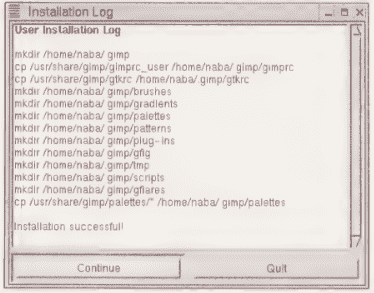 Installation Log
User Installation Log
mkdir /home/naba/.gimp
cp /usr/share/gimp/gimprc_user /home/naba/.gimp/gimprc
cp /usr/share/gimp/gtkrc /home/naba/.gimp/gtkrc
mkdir /home/naba/.gimp/brushes
mkdir /home/naba/.gimp/gradients
mkdir /home/naba/.gimp/palettes
mkdir /home/naba/.gimp/patterns
mkdir /home/naba/.gimp/plug-ins
mkdir /home/naba/.gimp/gfig
mkdir /home/naba/.gimp/tmp
mkdir /home/naba/.gimp/scripts
mkdir /home/naba/.gimp/gflares
cp /usr/share/gimp/palettes/* /home/naba/.gimp/palettes
Installation successful!
Continue
Quit